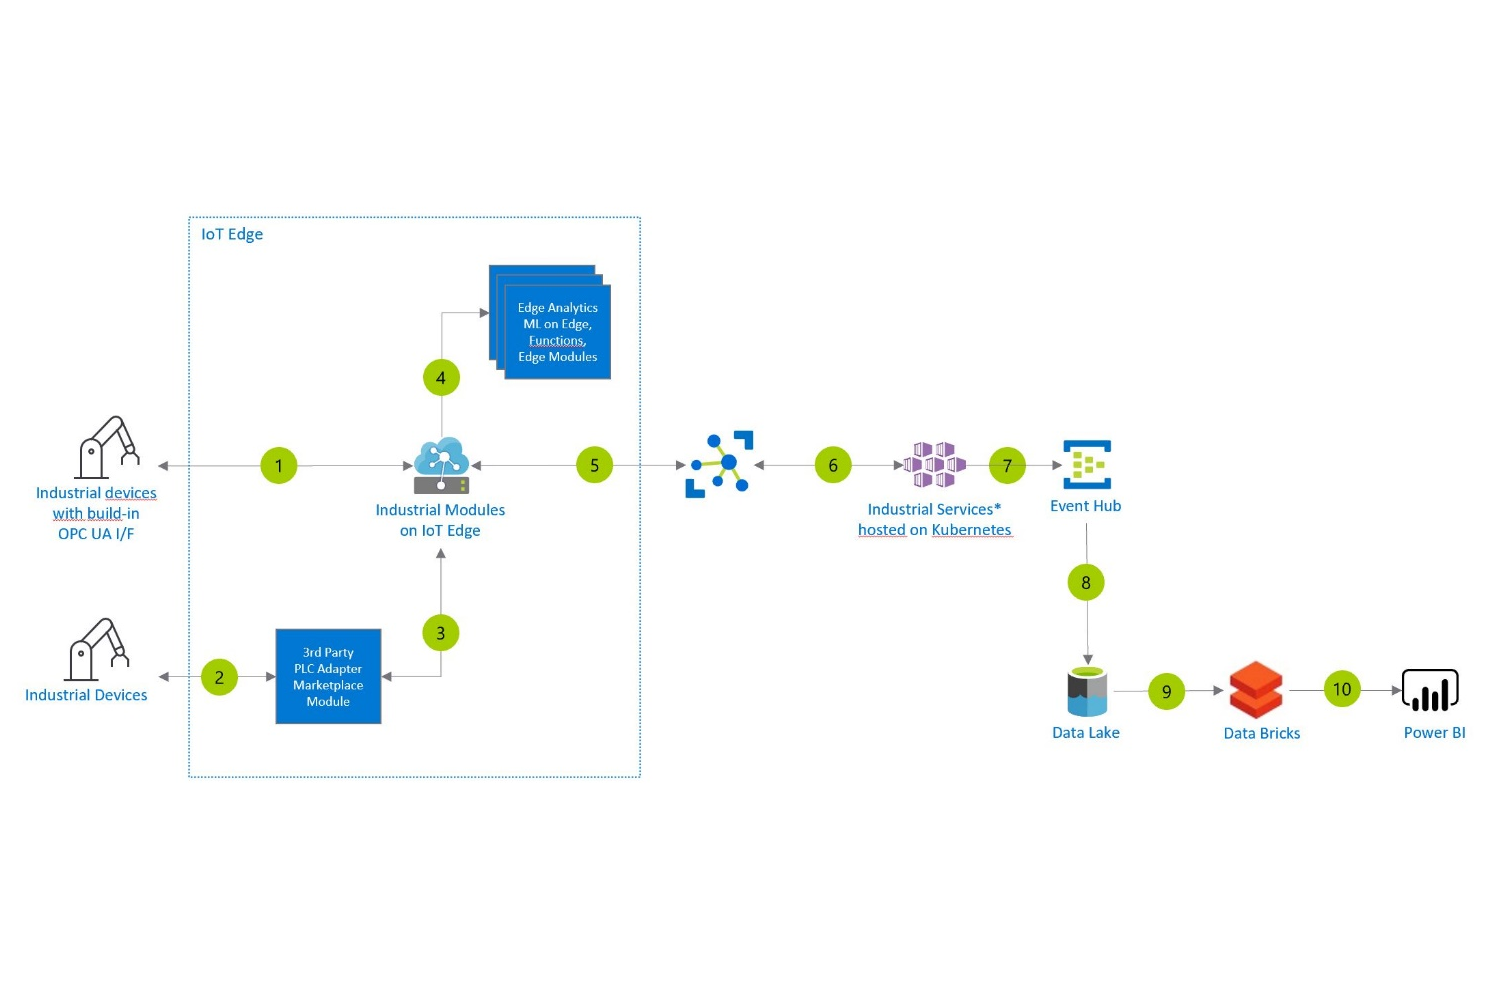 IoT Edge
Edge Analytics
ML on Edge,
Functions,
Edge Modules
4
1
5
6
7
Industrial devices
with build-in
OPC UA I/F
Industrial Modules
on IoT Edge
Industrial Services*
hosted on Kubernetes
Event Hub
8
3
2
3rd Party
PLC Adapter
Marketplace
Module
Industrial Devices
9
10
Data Lake
Data Bricks
Power BI